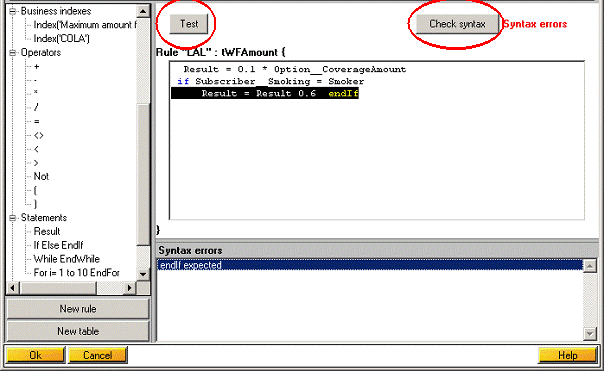 Business indexes
Index('Maximum amount f
Index('COLA')
Operators
+
-
*
/
=
<>
<
>
Not
(
)
Statements
Result
If Else EndIf
While EndWhile
For i= 1 to 10 EndFor
New rule
New table
Test
Check syntax
Syntax errors
Rule "LAL" : tWFAmount {
Result = 0.1 * Option__CoverageAmount
if Subscriber__Smoking = Smoker
Result = Result 0.6 endIf
}
Syntax errors
endIf expected
Ok
Cancel
Help